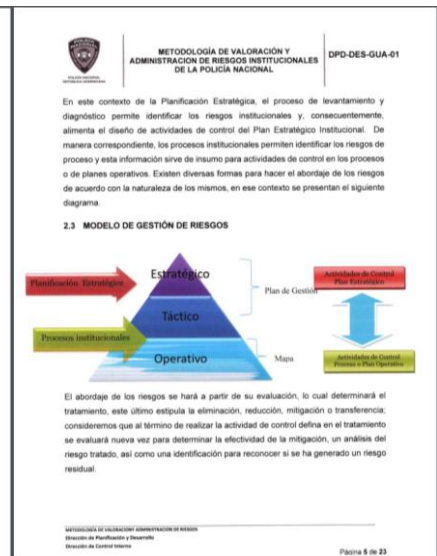 POLICÍA NACIONAL
METODOLOGÍA DE VALORACIÓN Y
ADMINISTRACION DE RIESGOS INSTITUCIONALES
DE LA POLICÍA NACIONAL
DPD-DES-GUA-01
En este contexto de la Planificación Estratégica, el proceso de levantamiento y
diagnóstico permite identificar los riesgos institucionales y, consecuentemente,
alimenta el diseño de actividades de control del Plan Estratégico Institucional. De
manera correspondiente, los procesos institucionales permiten identificar los riesgos de
proceso y esta información sirve de insumo para actividades de control en los procesos
o de planes operativos. Existen diversas formas para hacer el abordaje de los riesgos
de acuerdo con la naturaleza de los mismos, en ese contexto se presentan el siguiente
diagrama.
2.3 MODELO DE GESTIÓN DE RIESGOS
Planificación Estratégica
Procesos institucionales
Estratégico
Táctico
Operativo
Plan de Gestión
Mapa
Actividades de Control
Plan Estratégico
Actividades de Control
Proceso o Plan Operativo
El abordaje de los riesgos se hará a partir de su evaluación, lo cual determinará el
tratamiento, este último estipula la eliminación, reducción, mitigación o transferencia;
consideremos que al término de realizar la actividad de control defina en el tratamiento
se evaluará nueva vez para determinar la efectividad de la mitigación, un análisis del
riesgo tratado, así como una identificación para reconocer si se ha generado un riesgo
residual.
METODOLOGÍA DE VALORACIÓN Y ADMINISTRACION DE RIESGOS
Dirección de Planificación y Desarrollo
Dirección de Control Interno
Página 5 de 23